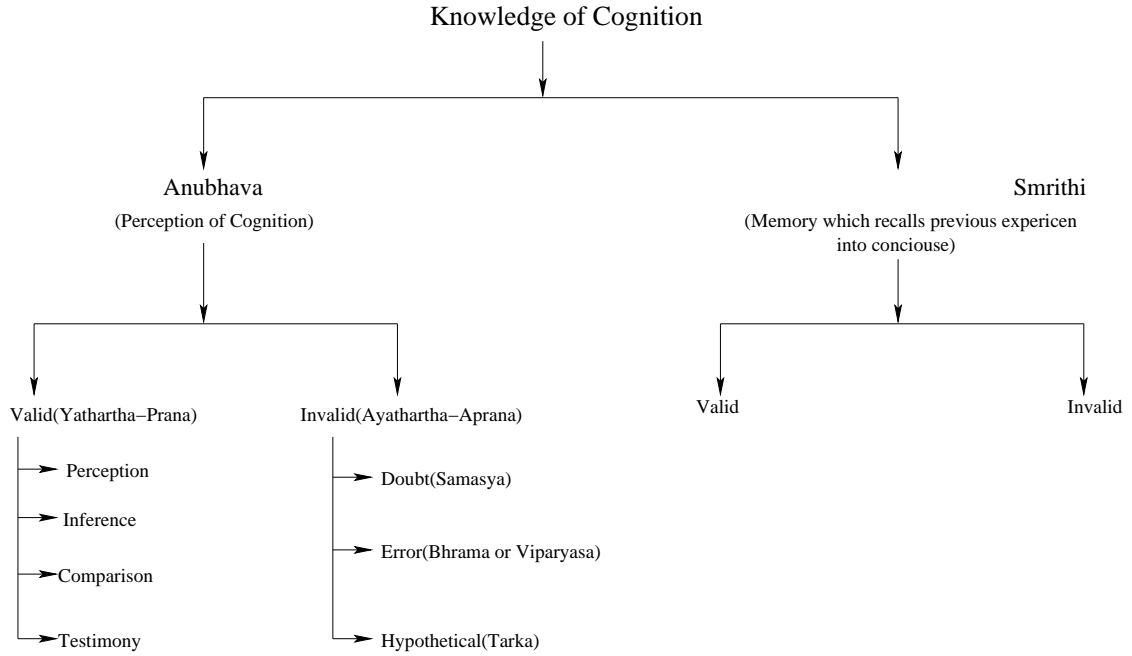 Knowledge of Cognition
Anubhava
(Perception of Cognition)
Smrithi
(Memory which recalls previous expericen
into conciouse)
Valid(Yathartha−Prana)
Invalid(Ayathartha−Aprana)
Valid
Invalid
Perception
Inference
Comparison
Testimony
Doubt(Samasya)
Error(Bhrama or Viparyasa)
Hypothetical(Tarka)